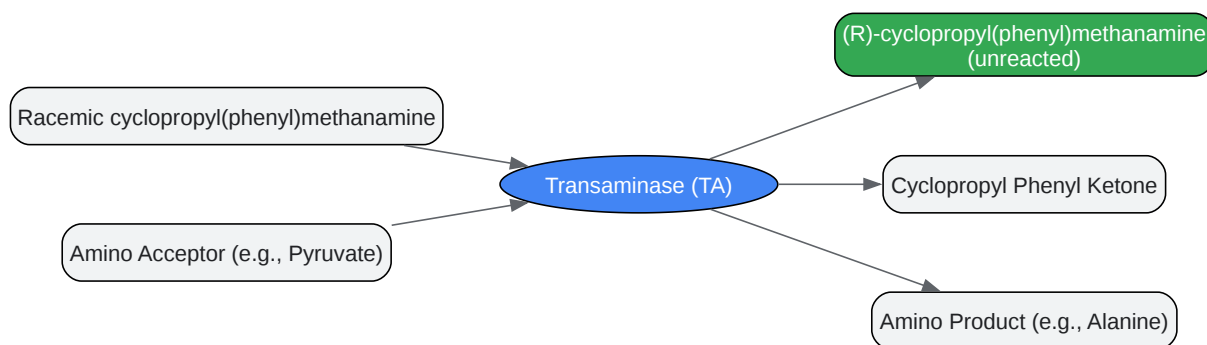 (R)-cyclopropyl(phenyl)methanamine
(unreacted)
Racemic cyclopropyl(phenyl)methanamine
Transaminase (TA)
Cyclopropyl Phenyl Ketone
Amino Acceptor (e.g., Pyruvate)
Amino Product (e.g., Alanine)